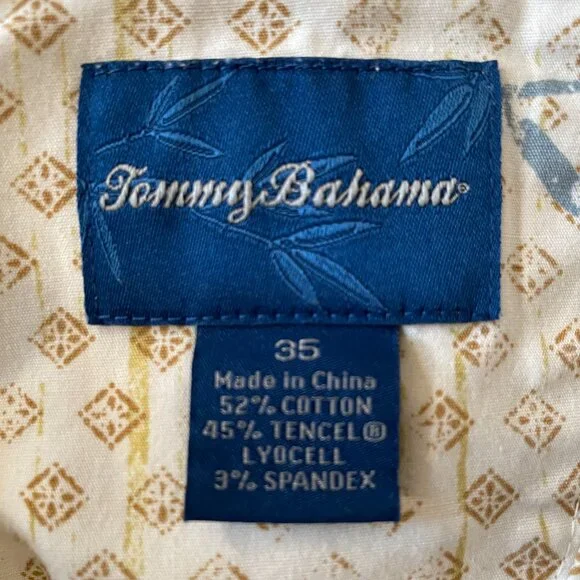 Tommy Bahama®
35
Made in China
52% COTTON
45% TENCEL®
LYOCELL
3% SPANDEX